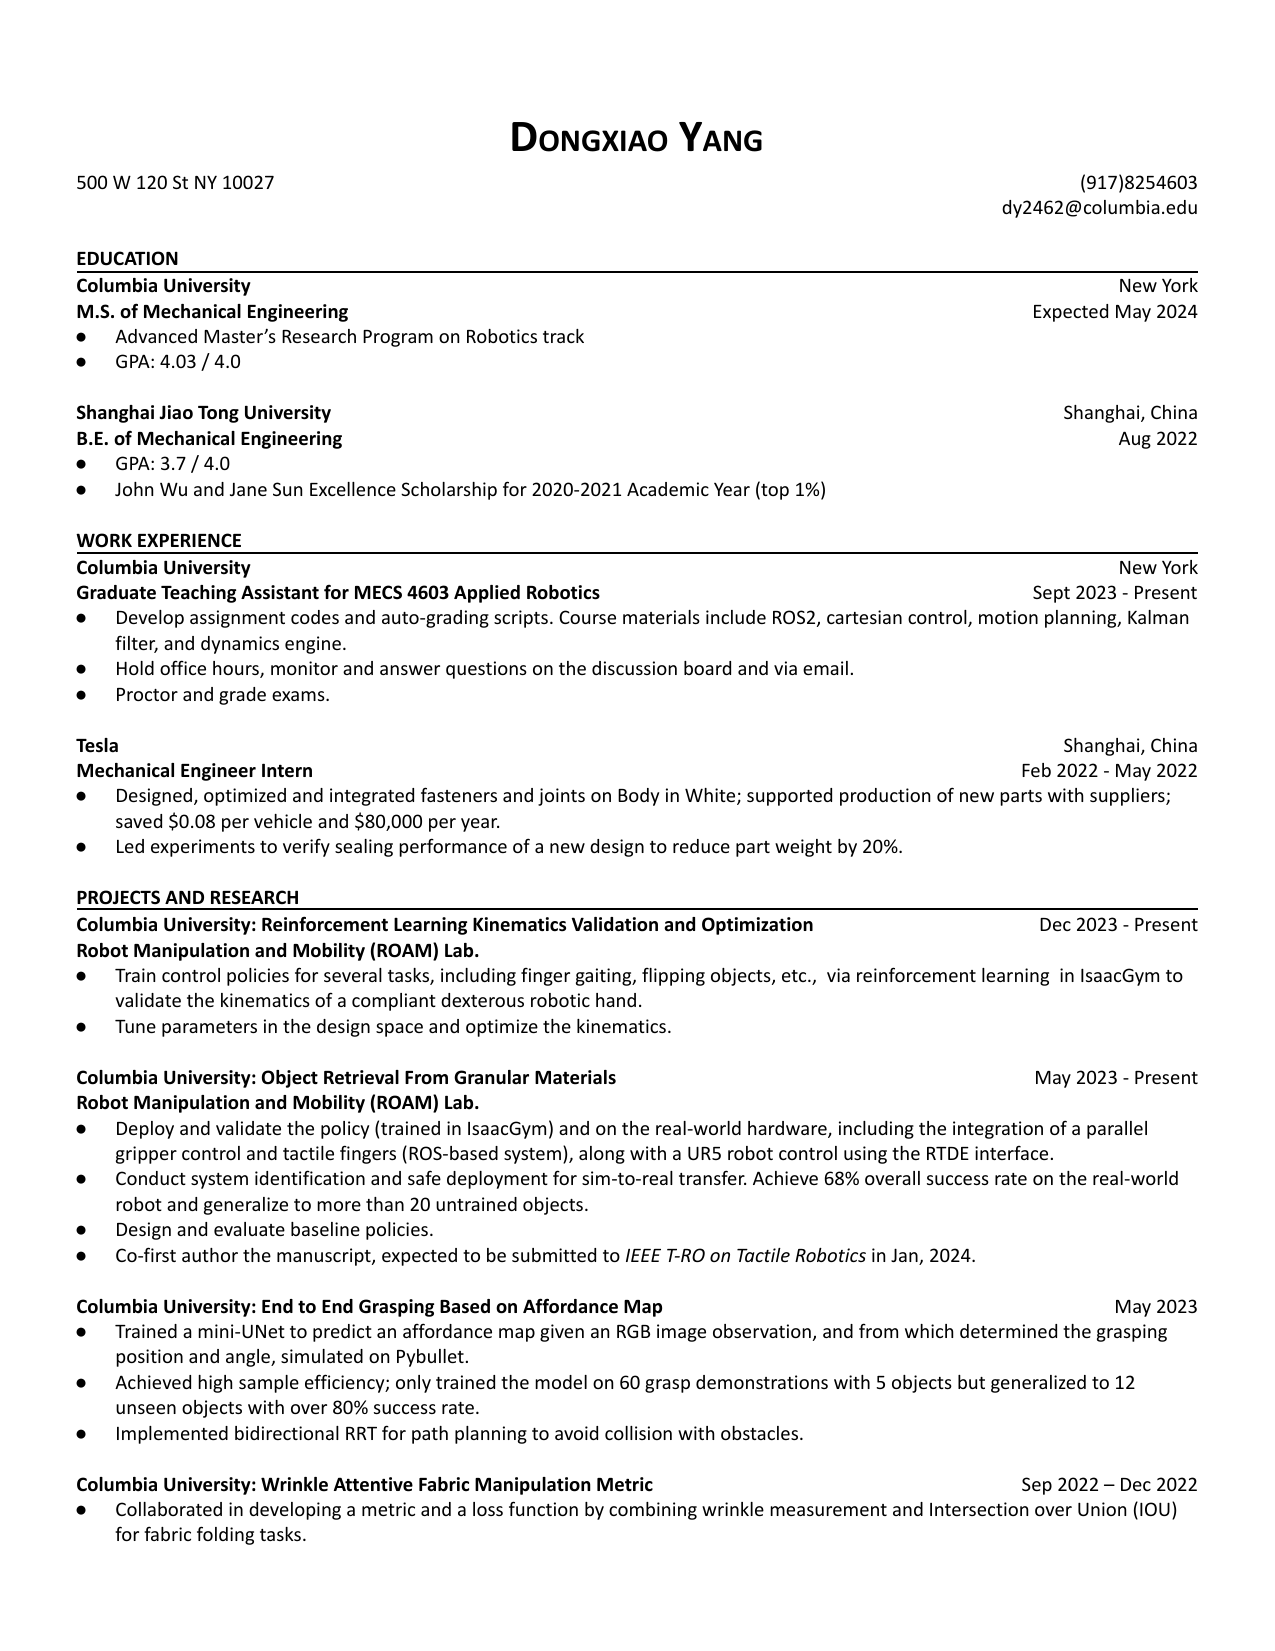 DONGXIAO YANG
500 W 120 St NY 10027 (917)8254603
dy2462@columbia.edu
EDUCATION
Columbia University New York
M.S. of Mechanical Engineering Expected May 2024
● Advanced Master’s Research Program on Robotics track
● GPA: 4.03 / 4.0
Shanghai Jiao Tong University Shanghai, China
B.E. of Mechanical Engineering Aug 2022
● GPA: 3.7 / 4.0
● John Wu and Jane Sun Excellence Scholarship for 2020-2021 Academic Year (top 1%)
WORK EXPERIENCE
Columbia University New York
Graduate Teaching Assistant for MECS 4603 Applied Robotics Sept 2023 - Present
● Develop assignment codes and auto-grading scripts. Course materials include ROS2, cartesian control, motion planning, Kalman
filter, and dynamics engine.
● Hold office hours, monitor and answer questions on the discussion board and via email.
● Proctor and grade exams.
Tesla Shanghai, China
Mechanical Engineer Intern Feb 2022 - May 2022
● Designed, optimized and integrated fasteners and joints on Body in White; supported production of new parts with suppliers;
saved $0.08 per vehicle and $80,000 per year.
● Led experiments to verify sealing performance of a new design to reduce part weight by 20%.
PROJECTS AND RESEARCH
Columbia University: Reinforcement Learning Kinematics Validation and Optimization Dec 2023 - Present
Robot Manipulation and Mobility (ROAM) Lab.
● Train control policies for several tasks, including finger gaiting, flipping objects, etc., via reinforcement learning in IsaacGym to
validate the kinematics of a compliant dexterous robotic hand.
● Tune parameters in the design space and optimize the kinematics.
Columbia University: Object Retrieval From Granular Materials May 2023 - Present
Robot Manipulation and Mobility (ROAM) Lab.
● Deploy and validate the policy (trained in IsaacGym) and on the real-world hardware, including the integration of a parallel
gripper control and tactile fingers (ROS-based system), along with a UR5 robot control using the RTDE interface.
● Conduct system identification and safe deployment for sim-to-real transfer. Achieve 68% overall success rate on the real-world
robot and generalize to more than 20 untrained objects.
● Design and evaluate baseline policies.
● Co-first author the manuscript, expected to be submitted to IEEE T-RO on Tactile Robotics in Jan, 2024.
Columbia University: End to End Grasping Based on Affordance Map May 2023
● Trained a mini-UNet to predict an affordance map given an RGB image observation, and from which determined the grasping
position and angle, simulated on Pybullet.
● Achieved high sample efficiency; only trained the model on 60 grasp demonstrations with 5 objects but generalized to 12
unseen objects with over 80% success rate.
● Implemented bidirectional RRT for path planning to avoid collision with obstacles.
Columbia University: Wrinkle Attentive Fabric Manipulation Metric Sep 2022 – Dec 2022
● Collaborated in developing a metric and a loss function by combining wrinkle measurement and Intersection over Union (IOU)
for fabric folding tasks.